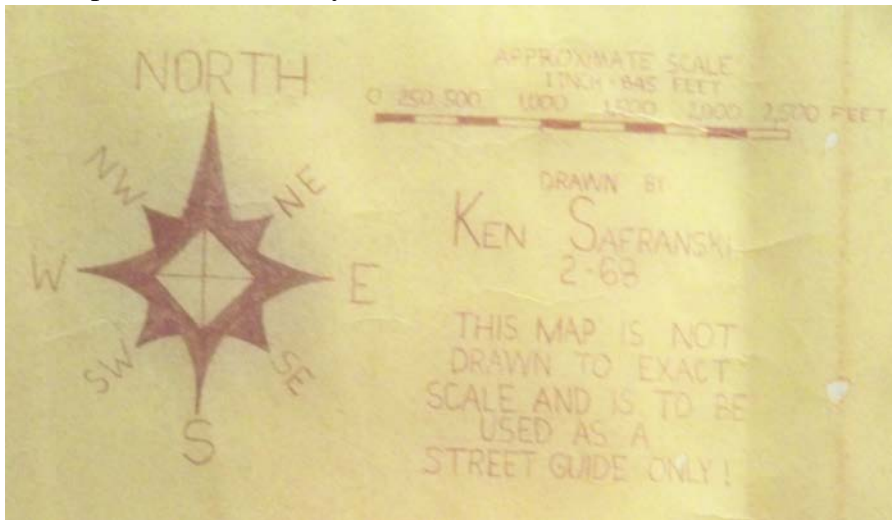 NORTH
NW
NE
W
E
SW
SE
S
APPROXIMATE SCALE
1 INCH 845 FEET
0 250 500 1,000 1,500 2,000 2,500 FEET
DRAWN BY
KEN SAFRANSKI
2-63
THIS MAP IS NOT
DRAWN TO EXACT
SCALE AND IS TO BE
USED AS A
STREET GUIDE ONLY!